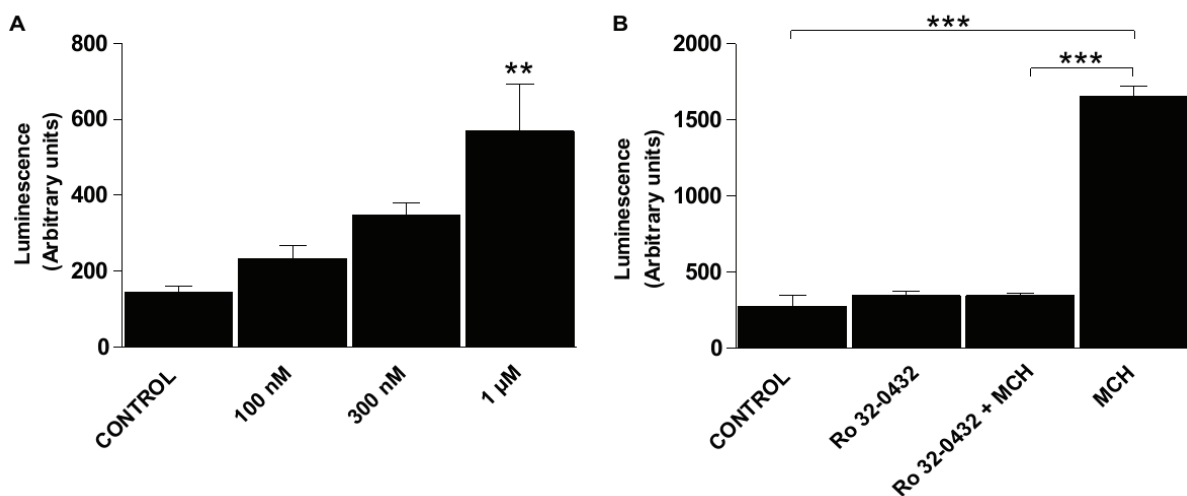 A
Luminescence
(Arbitrary units)
800
600
400
200
0
**
CONTROL
100 nM
300 nM
1 µM
B
Luminescence
(Arbitrary units)
2000
1500
1000
500
0
***
***
CONTROL
Ro 32-0432
Ro 32-0432 + MCH
MCH